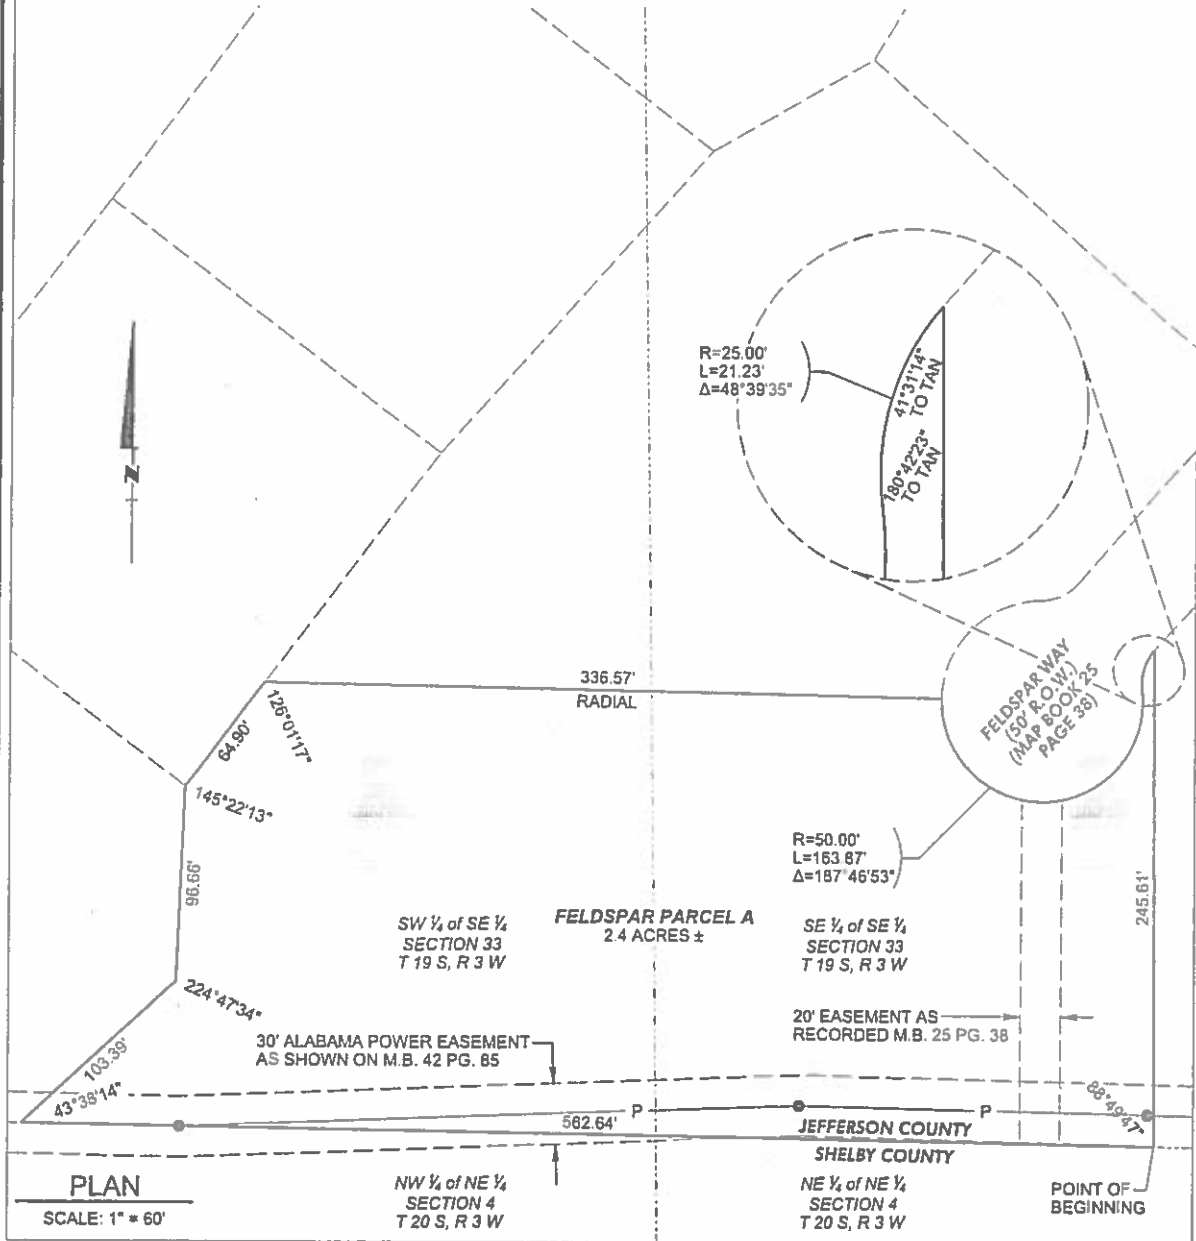 R=25.00'
L=21.23'
Δ=48°39'35"
41°31'14"
TO TAN
180°42'23"
TO TAN
N
336.57'
RADIAL
126°01'17"
64.90'
145°22'13"
FELDSPAR WAY
(50' R.O.W.)
(MAP BOOK 25
PAGE 38)
R=50.00'
L=163.87'
Δ=187°46'53"
96.66'
245.61'
SW ¼ of SE ¼
SECTION 33
T 19 S, R 3 W
FELDSPAR PARCEL A
2.4 ACRES ±
SE ¼ of SE ¼
SECTION 33
T 19 S, R 3 W
224°47'34"
20' EASEMENT AS
RECORDED M.B. 25 PG. 38
30' ALABAMA POWER EASEMENT
AS SHOWN ON M.B. 42 PG. 85
103.39'
43°38'14"
88°49'47"
P
P
562.64'
JEFFERSON COUNTY
SHELBY COUNTY
PLAN
SCALE: 1" = 60'
NW ¼ of NE ¼
SECTION 4
T 20 S, R 3 W
NE ¼ of NE ¼
SECTION 4
T 20 S, R 3 W
POINT OF
BEGINNING